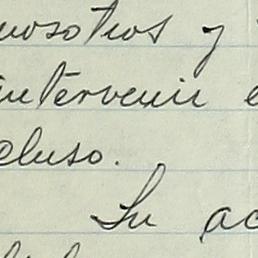 nosotros y
intervenir e
cluso.
Su ac